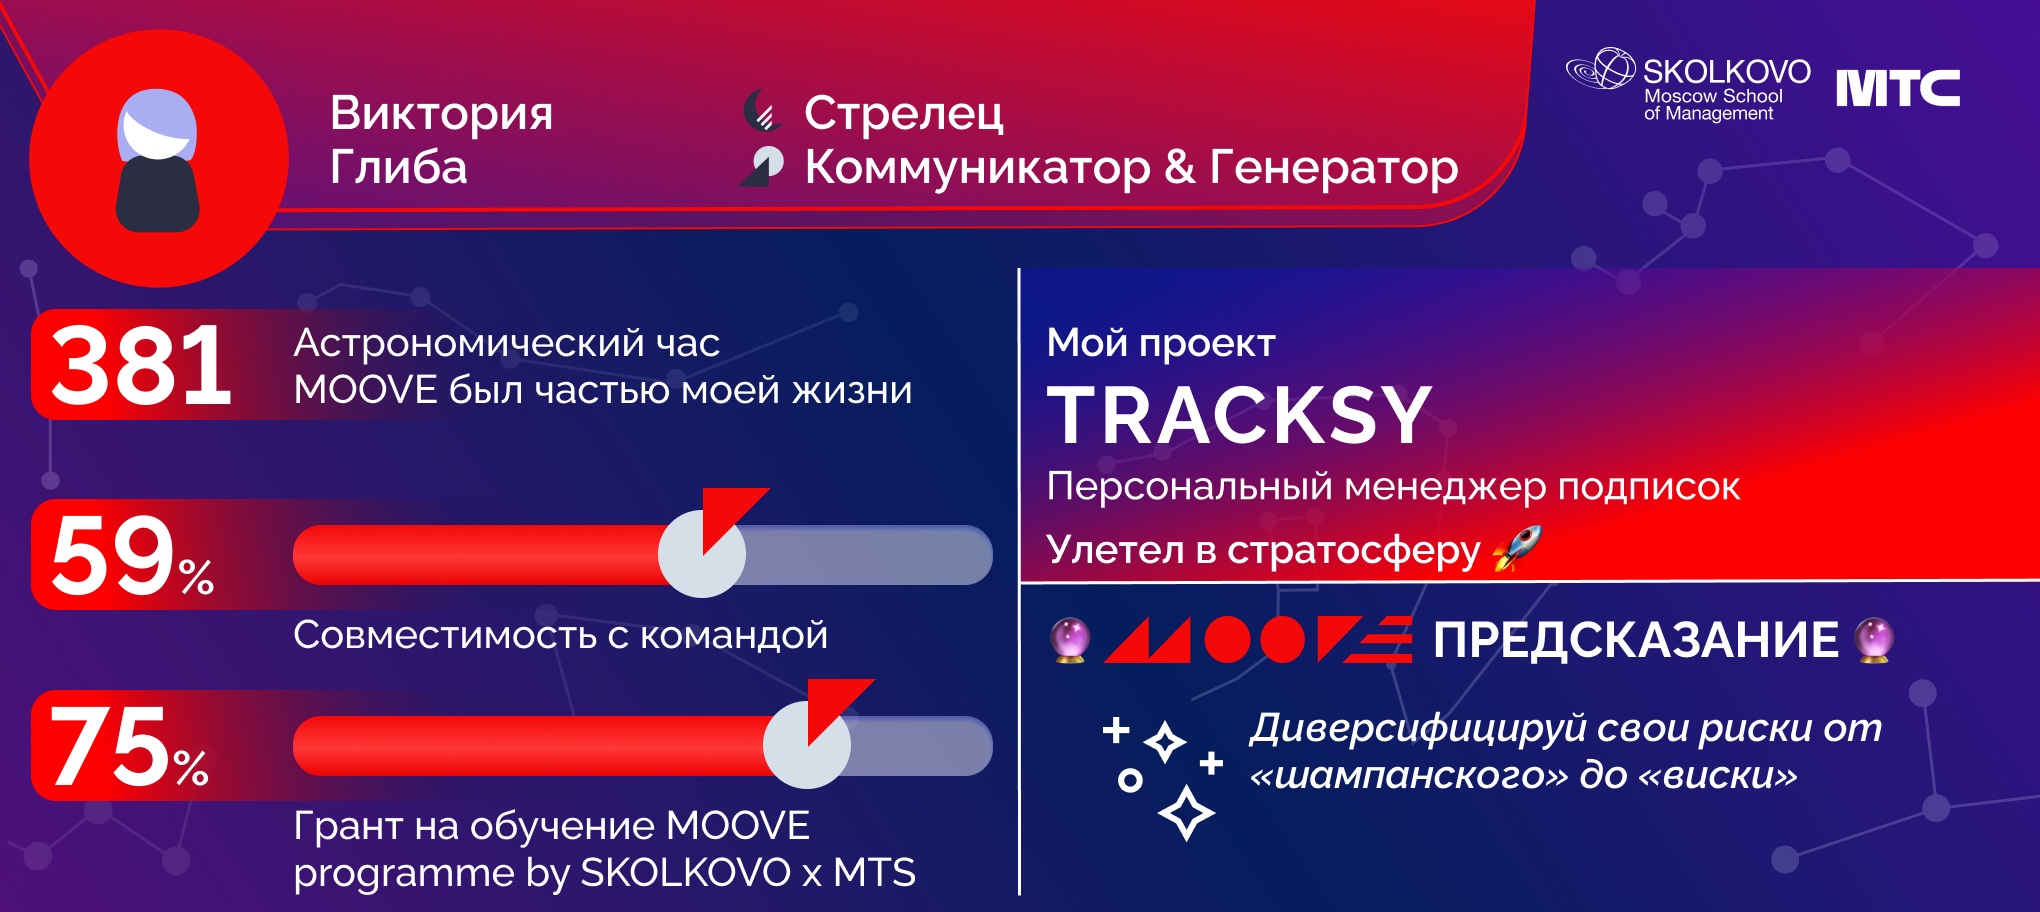 Виктория
Глиба
Стрелец
Коммуникатор & Генератор
SKOLKOVO
Moscow School
of Management
МТС
381
Астрономический час
MOOVE был частью моей жизни
59%
Совместимость с командой
75%
Грант на обучение MOOVE
programme by SKOLKOVO x MTS
Мой проект
TRACKSY
Персональный менеджер подписок
Улетел в стратосферу 🚀
🔮 MOOVE ПРЕДСКАЗАНИЕ 🔮
Диверсифицируй свои риски от
«шампанского» до «виски»